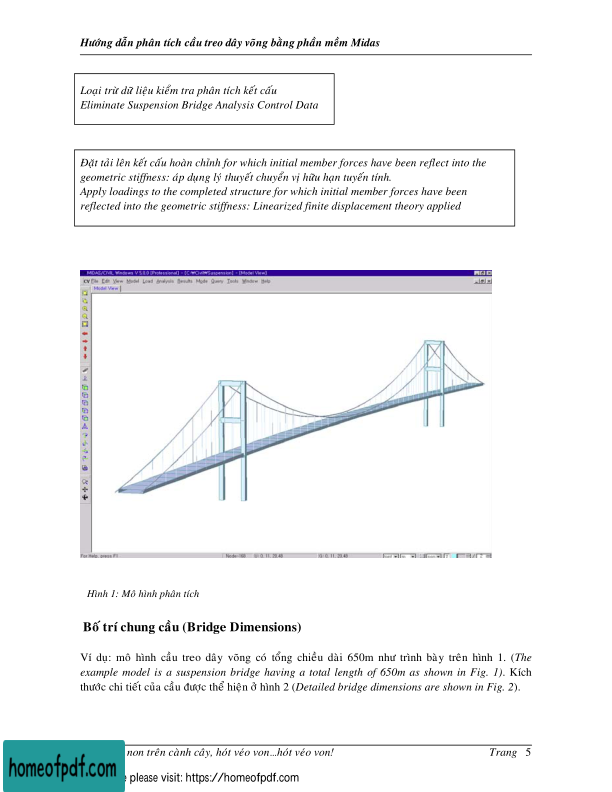 Hướng dẫn phân tích cầu treo dây võng bằng phần mềm Midas
Loại trừ dữ liệu kiểm tra phân tích kết cấu
Eliminate Suspension Bridge Analysis Control Data
Đặt tải lên kết cấu hoàn chỉnh for which initial member forces have been reflect into the
geometric stiffness: áp dụng lý thuyết chuyển vị hữu hạn tuyến tính.
Apply loadings to the completed structure for which initial member forces have been
reflected into the geometric stiffness: Linearized finite displacement theory applied
MIDAS/CIVIL, Windows V 5.0.0 [Professional] - [C:\Civil\Suspension] - [Model View]
File Edit View Model Load Analysis Results Mode Query Tools Window Help
Model View
For Help, press F1
Hình 1: Mô hình phân tích
Bố trí chung cầu (Bridge Dimensions)
Ví dụ: mô hình cầu treo dây võng có tổng chiều dài 650m như trình bày trên hình 1. (The
example model is a suspension bridge having a total length of 650m as shown in Fig. 1). Kích
thước chi tiết của cầu được thể hiện ở hình 2 (Detailed bridge dimensions are shown in Fig. 2).
non trên cành cây, hót véo von...hót véo von! Trang 5
homeofpdf.com
please visit: https://homeofpdf.com